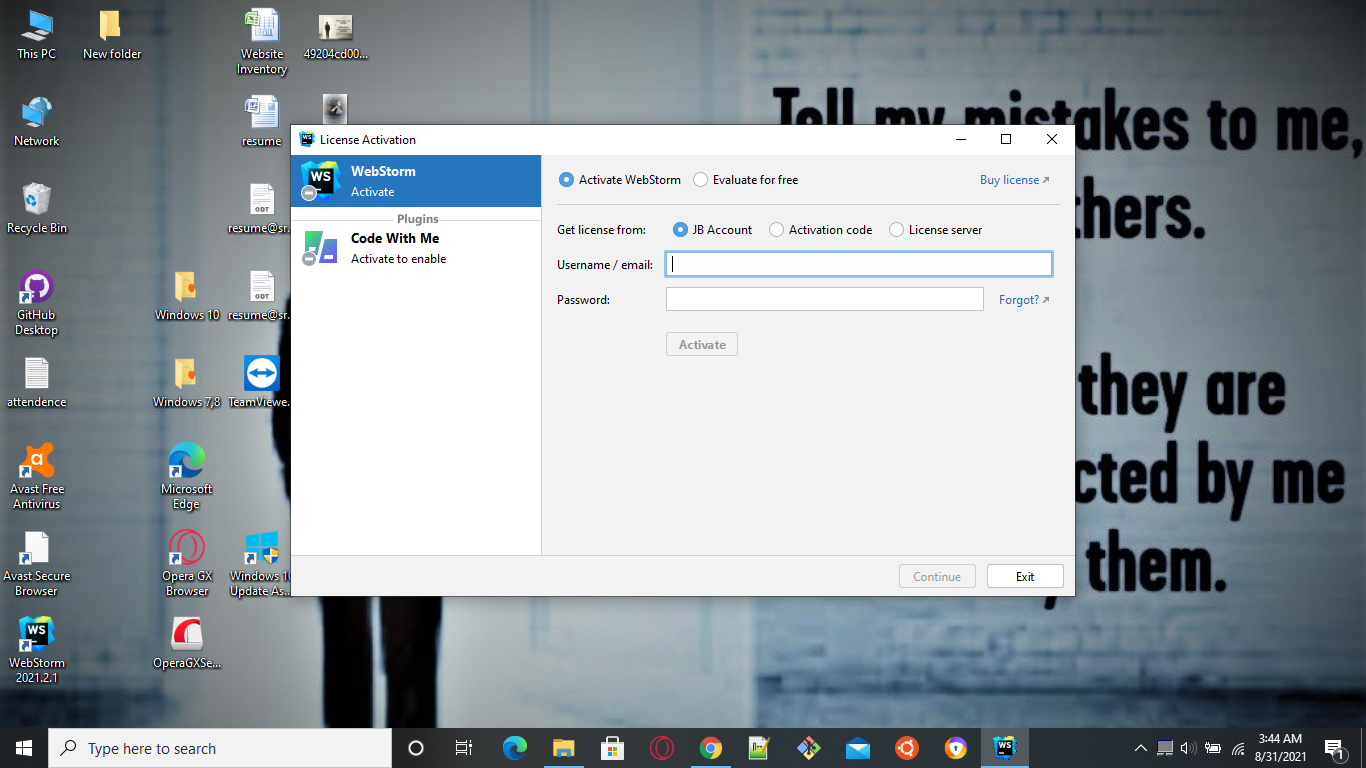 This PC
New folder
Website
Inventory
49204cd00...
Network
resume
Recycle Bin
resume@sr...
GitHub
Desktop
Windows 10
resume@sr...
attendence
Windows 7,8
TeamViewe...
Avast Free
Antivirus
Microsoft
Edge
Avast Secure
Browser
Opera GX
Browser
Windows 10
Update As...
WebStorm
2021.2.1
OperaGXSe...
Tell my mistakes to me,
thers.
they are
cted by me
them.
License Activation
WS
WebStorm
Activate
Plugins
Code With Me
Activate to enable
Activate WebStorm
Evaluate for free
Buy license
Get license from:
JB Account
Activation code
License server
Username / email:
Password:
Forgot?
Activate
Continue
Exit
Type here to search
3:44 AM
8/31/2021
1